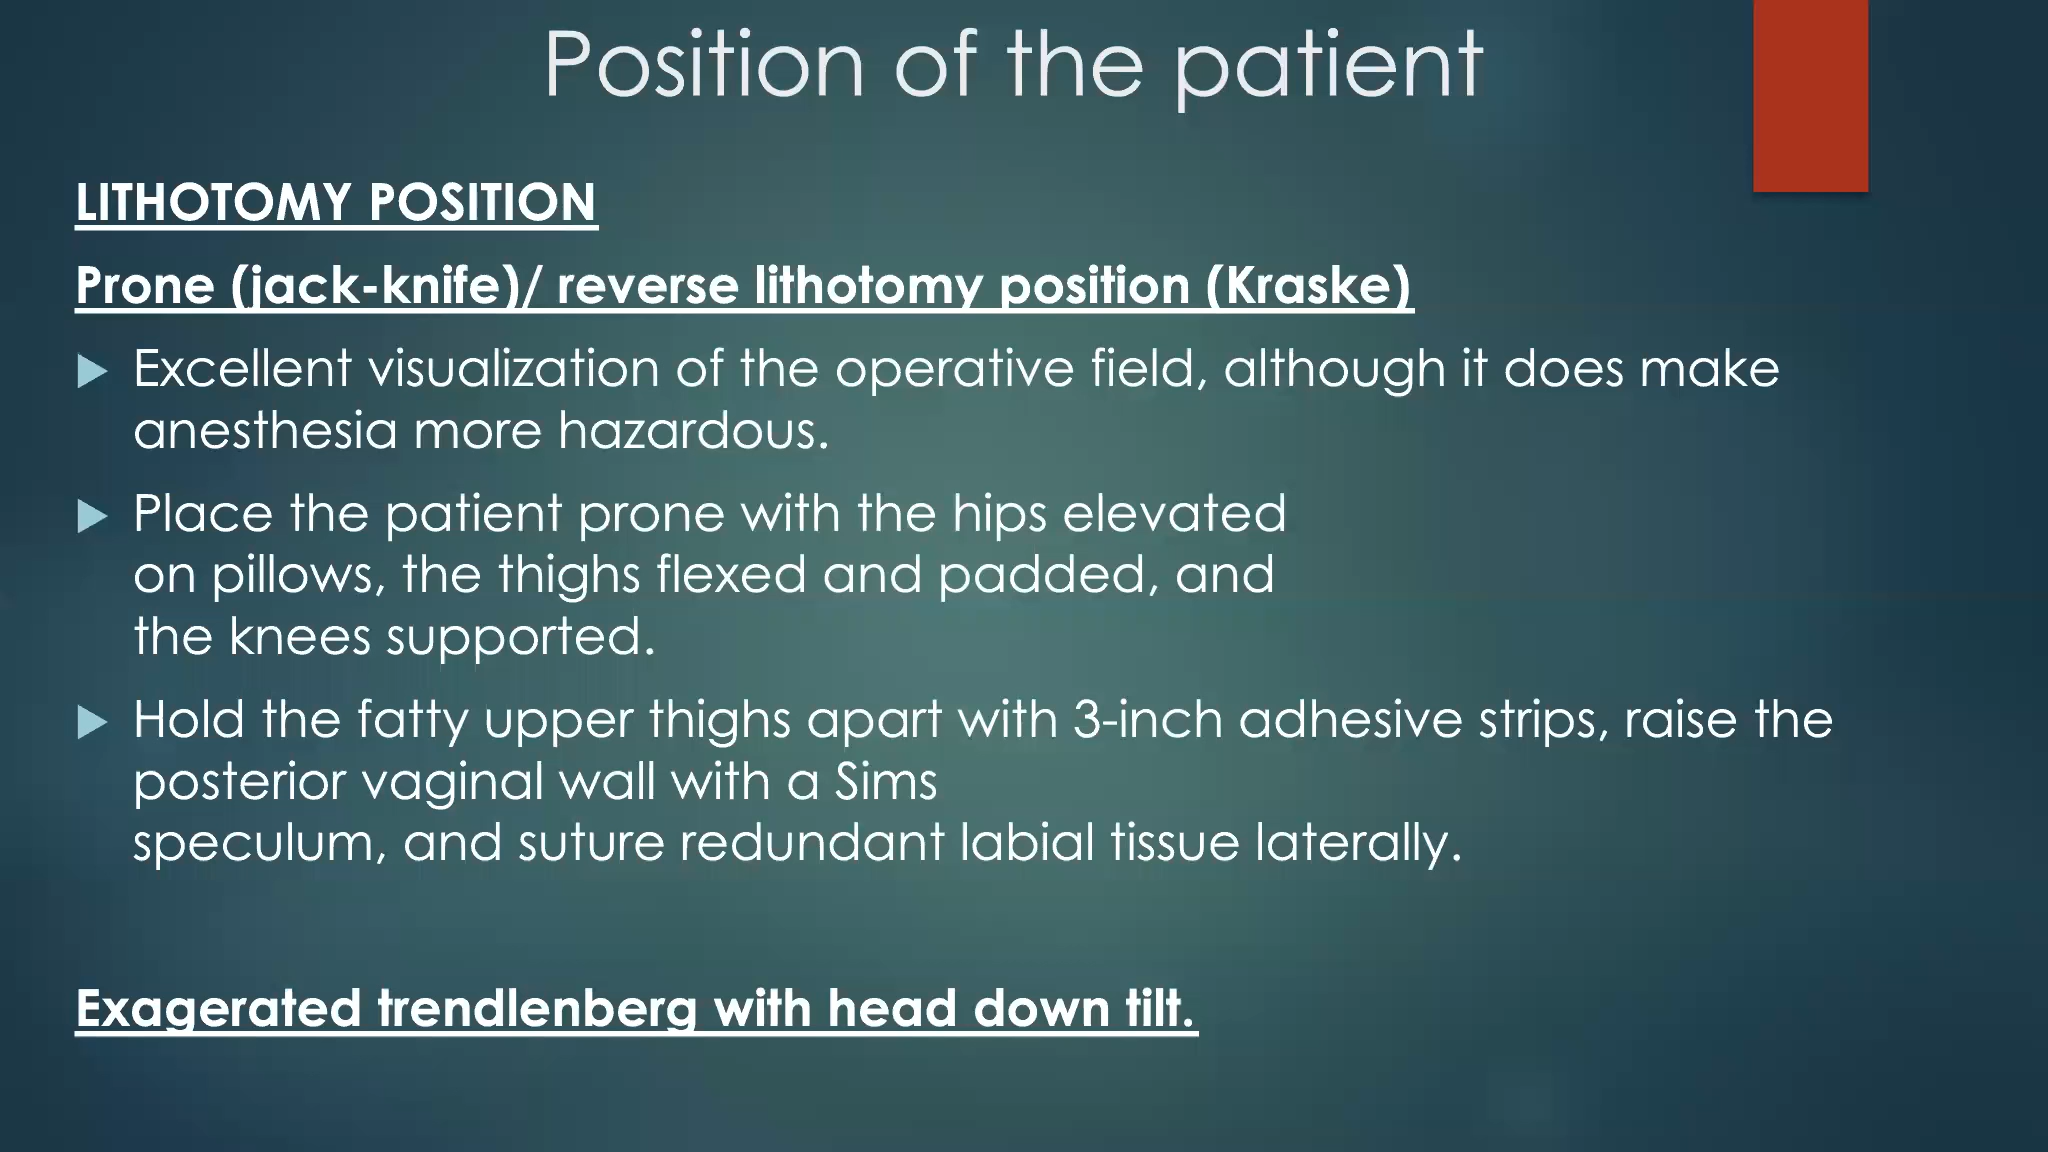 Position of the patient
LITHOTOMY POSITION
Prone (jack-knife)/ reverse lithotomy position (Kraske)
Excellent visualization of the operative field, although it does make
anesthesia more hazardous.
Place the patient prone with the hips elevated
on pillows, the thighs flexed and padded, and
the knees supported.
Hold the fatty upper thighs apart with 3-inch adhesive strips, raise the
posterior vaginal wall with a Sims
speculum, and suture redundant labial tissue laterally.
Exagerated trendlenberg with head down tilt.